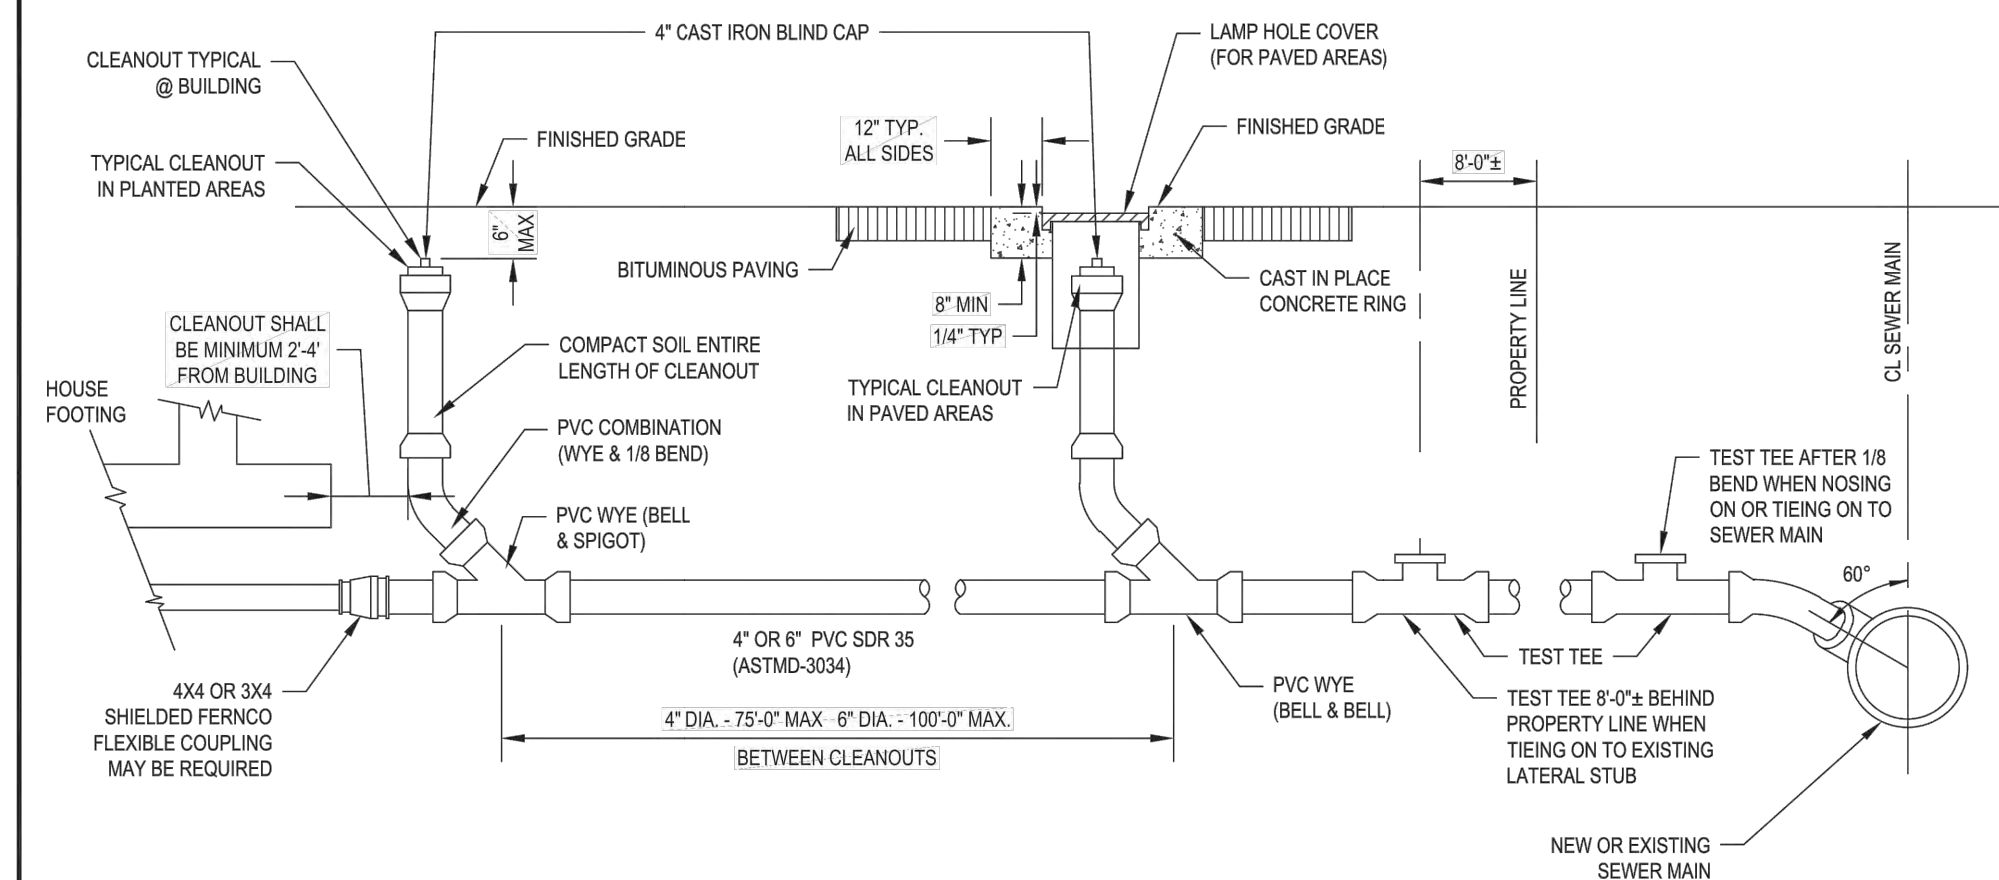 4" CAST IRON BLIND CAP
LAMP HOLE COVER
(FOR PAVED AREAS)
CLEANOUT TYPICAL
@ BUILDING
12" TYP.
ALL SIDES
FINISHED GRADE
FINISHED GRADE
TYPICAL CLEANOUT
IN PLANTED AREAS
8'-0"±
6"
MAX
BITUMINOUS PAVING
CAST IN PLACE
CONCRETE RING
PROPERTY LINE
CL SEWER MAIN
8" MIN
1/4" TYP
CLEANOUT SHALL
BE MINIMUM 2'-4'
FROM BUILDING
COMPACT SOIL ENTIRE
LENGTH OF CLEANOUT
HOUSE
FOOTING
TYPICAL CLEANOUT
IN PAVED AREAS
PVC COMBINATION
(WYE & 1/8 BEND)
TEST TEE AFTER 1/8
BEND WHEN NOSING
ON OR TIEING ON TO
SEWER MAIN
PVC WYE (BELL
& SPIGOT)
60°
4" OR 6" PVC SDR 35
(ASTMD-3034)
TEST TEE
4X4 OR 3X4
SHIELDED FERNCO
FLEXIBLE COUPLING
MAY BE REQUIRED
PVC WYE
(BELL & BELL)
TEST TEE 8'-0"± BEHIND
PROPERTY LINE WHEN
TIEING ON TO EXISTING
LATERAL STUB
4" DIA. - 75'-0" MAX 6" DIA. - 100'-0" MAX.
BETWEEN CLEANOUTS
NEW OR EXISTING
SEWER MAIN